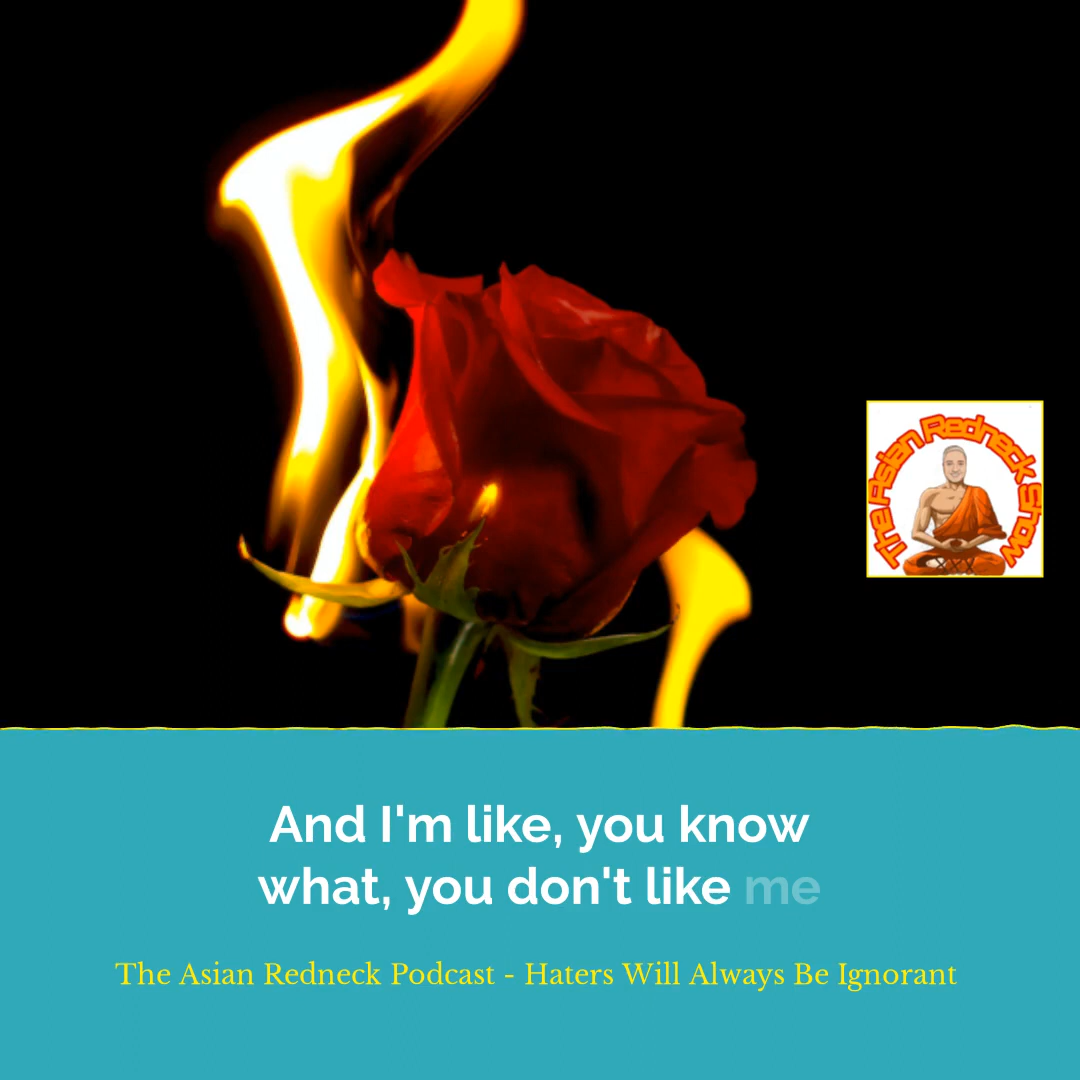 The Asian Redneck Show
And I'm like, you know
what, you don't like me
The Asian Redneck Podcast - Haters Will Always Be Ignorant